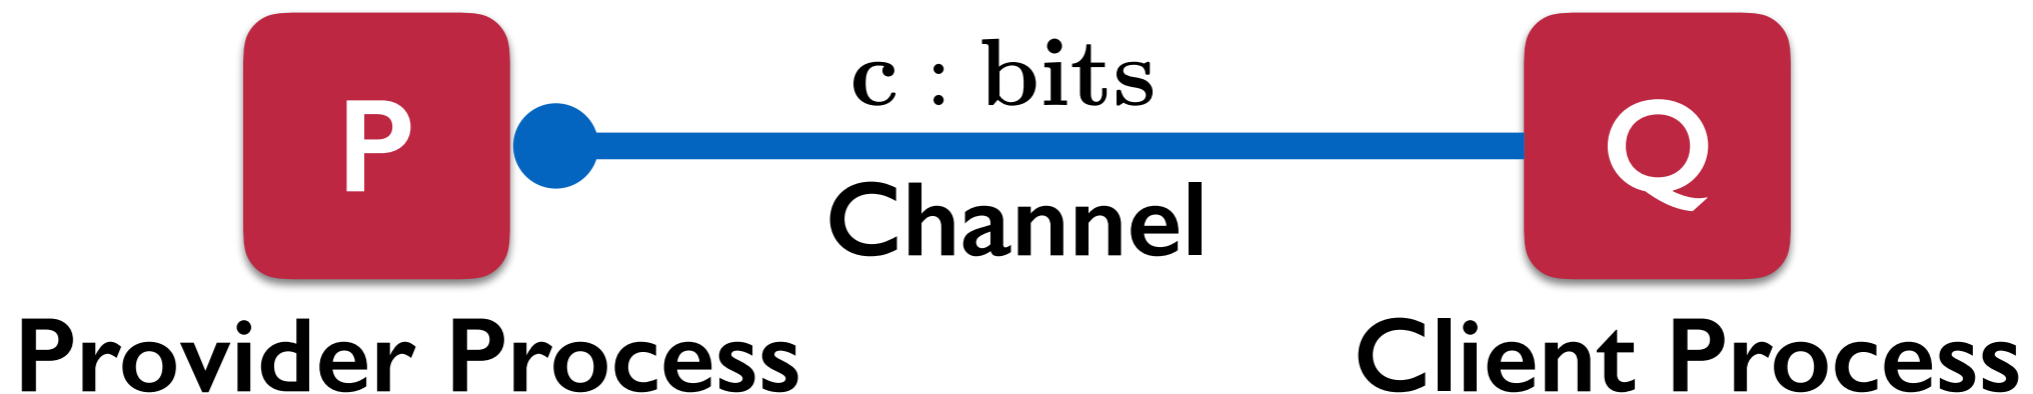 c : bits
P
Q
Channel
Provider Process
Client Process